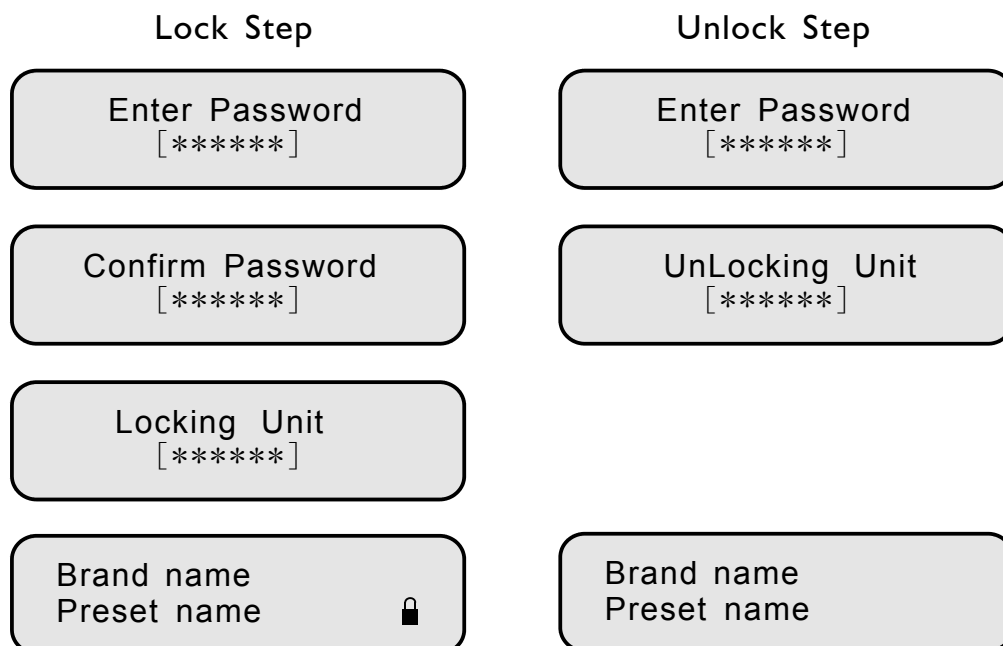 Lock Step
Enter Password
[******]
Confirm Password
[******]
Locking Unit
[******]
Brand name
Preset name
Unlock Step
Enter Password
[******]
UnLocking Unit
[******]
Brand name
Preset name